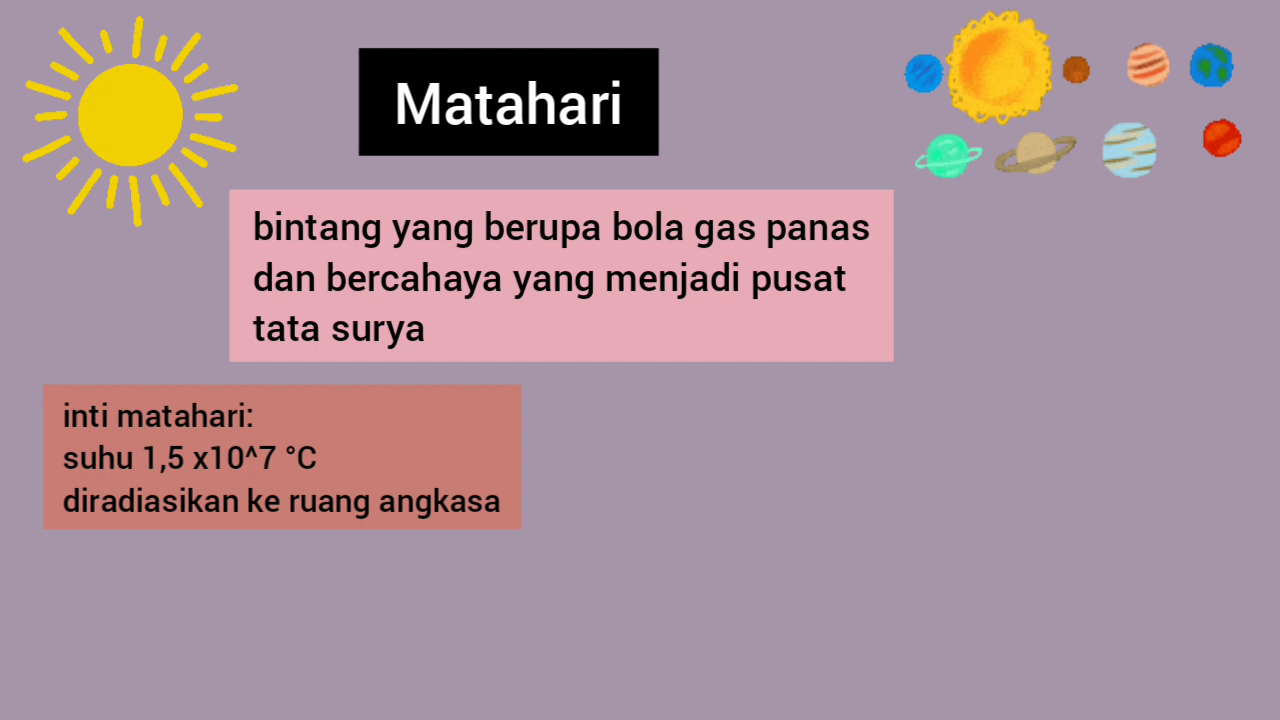 Matahari
bintang yang berupa bola gas panas
dan bercahaya yang menjadi pusat
tata surya
inti matahari:
suhu 1,5 x10^7 °C
diradiasikan ke ruang angkasa